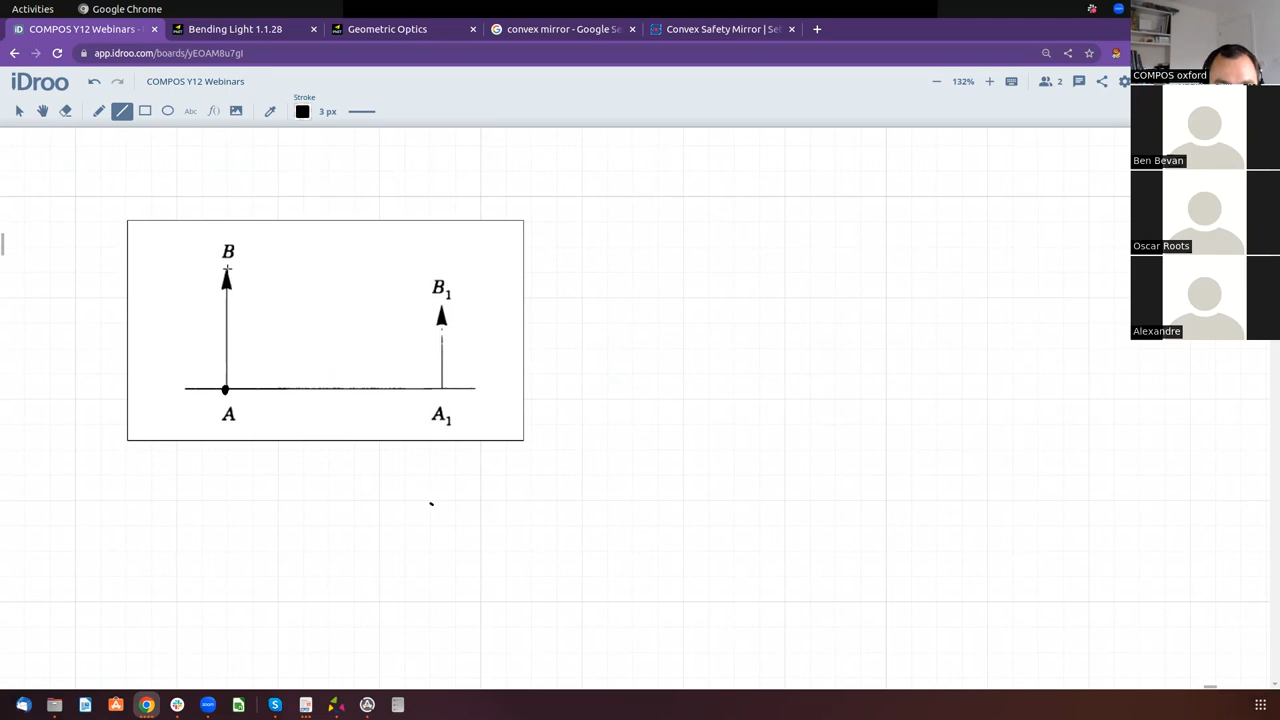 Activities
Google Chrome
COMPOS Y12 Webinars -
Bending Light 1.1.28
Geometric Optics
convex mirror - Google Se
Convex Safety Mirror | Se
app.idroo.com/boards/yEOAM8u7gI
iDroo
COMPOS Y12 Webinars
132%
2
Abc
f()
Stroke
3 px
COMPOS oxford
Ben Bevan
Oscar Roots
Alexandre
B
B1
A
A1